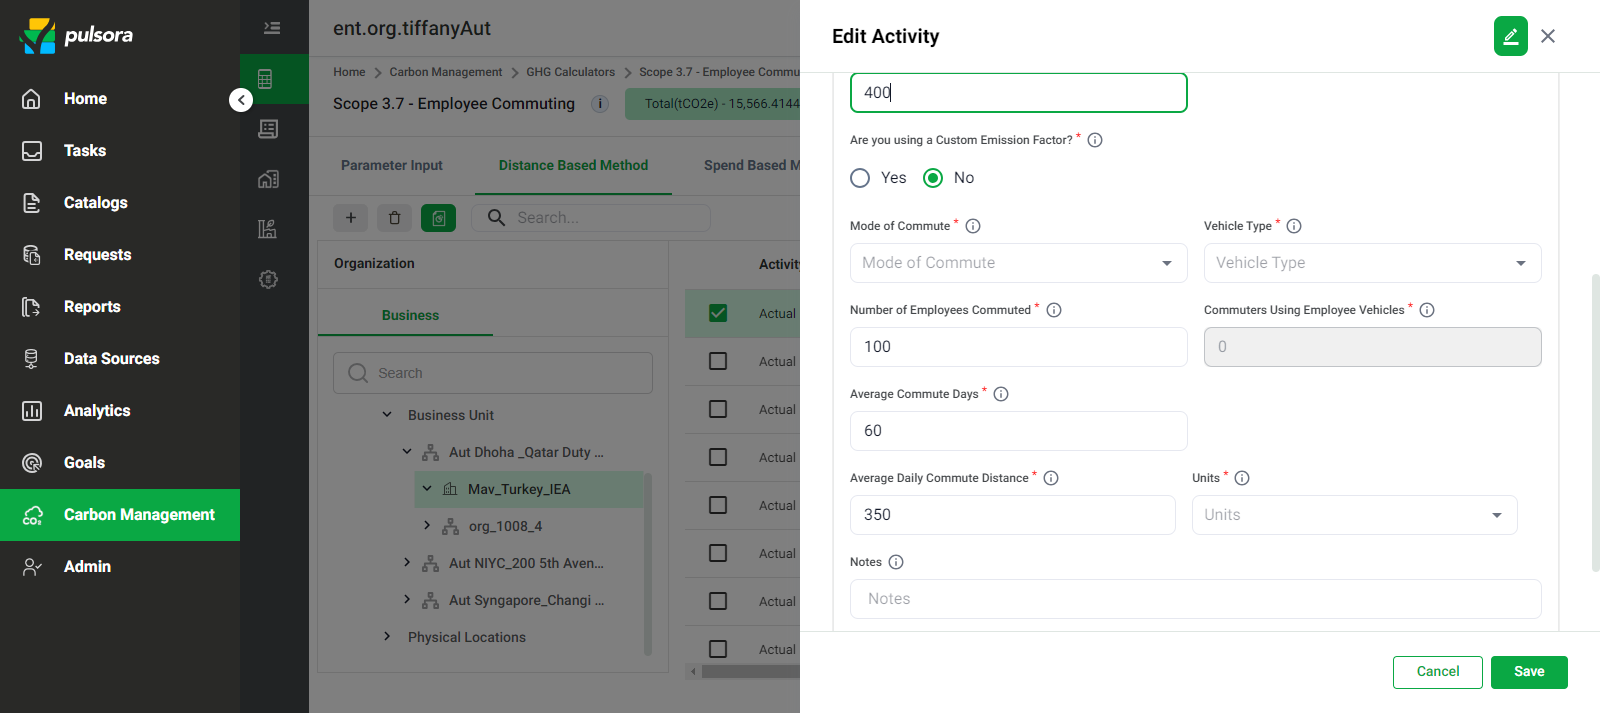 pulsora
Home
Tasks
Catalogs
Requests
Reports
Data Sources
Analytics
Goals
Carbon Management
Admin
ent.org.tiffanyAut
Home > Carbon Management > GHG Calculators > Scope 3.7 - Employee Commu
Scope 3.7 - Employee Commuting
Total(tCO2e) - 15,566.4144
Parameter Input
Distance Based Method
Spend Based M
Search...
Organization
Business
Search
Business Unit
Aut Dhoha _Qatar Duty ...
Mav_Turkey_IEA
org_1008_4
Aut NIYC_200 5th Aven...
Aut Syngapore_Changi ...
Physical Locations
Activity
Actual
Actual
Actual
Actual
Actual
Actual
Actual
Actual
Edit Activity
400
Are you using a Custom Emission Factor? *
Yes
No
Mode of Commute *
Vehicle Type *
Mode of Commute
Vehicle Type
Number of Employees Commuted *
Commuters Using Employee Vehicles *
100
0
Average Commute Days *
60
Average Daily Commute Distance *
Units *
350
Units
Notes
Notes
Cancel
Save